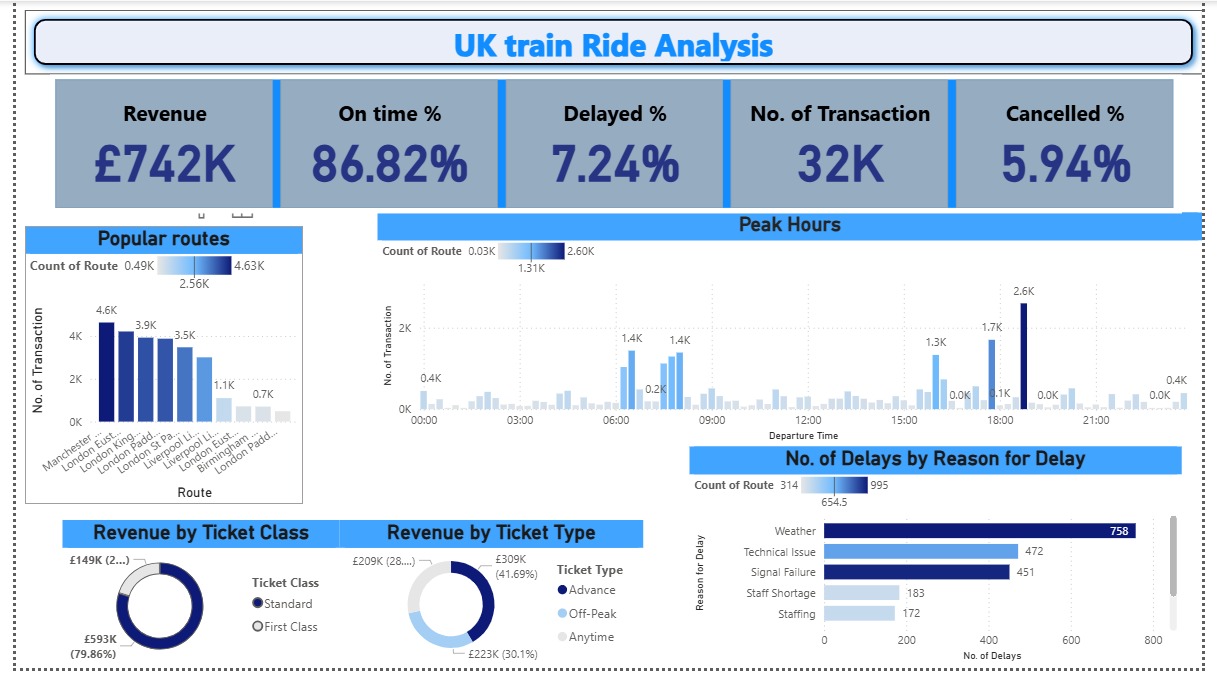 UK train Ride Analysis
Revenue
£742K
On time %
86.82%
Delayed %
7.24%
No. of Transaction
32K
Cancelled %
5.94%
Popular routes
Count of Route 0.49K 4.63K
2.56K
No. of Transaction
4K
2K
0K
4.6K
3.9K
3.5K
1.1K
0.7K
Manchester ...
London Eust...
London King...
London Padd...
London St Pa...
Liverpool Li...
Liverpool Li...
London Eust...
Birmingham ...
London Padd...
Route
Peak Hours
Count of Route 0.03K 2.60K
1.31K
No. of Transaction
2K
0K
0.4K
1.4K
0.2K
1.4K
1.3K
0.0K
1.7K
0.1K
2.6K
0.0K
0.0K
0.4K
00:00 03:00 06:00 09:00 12:00 15:00 18:00 21:00
Departure Time
No. of Delays by Reason for Delay
Count of Route 314 995
654.5
Reason for Delay
Weather 758
Technical Issue 472
Signal Failure 451
Staff Shortage 183
Staffing 172
0 200 400 600 800
No. of Delays
Revenue by Ticket Class
£149K (2...)
£593K
(79.86%)
Ticket Class
Standard
First Class
Revenue by Ticket Type
£209K (28....)
£309K
(41.69%)
£223K (30.1%)
Ticket Type
Advance
Off-Peak
Anytime